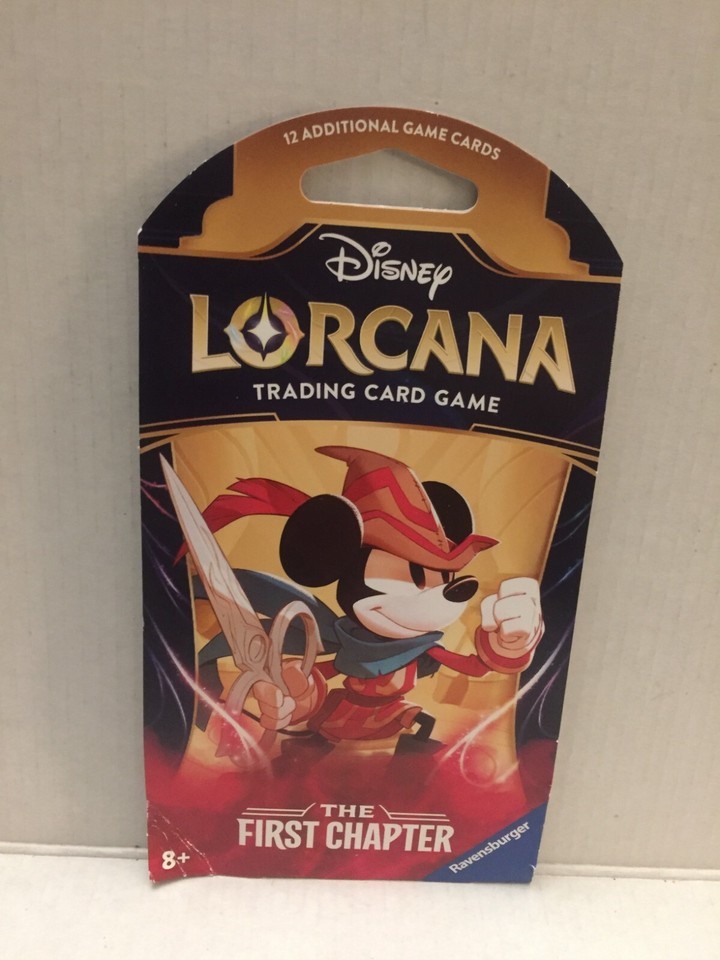 12 ADDITIONAL GAME CARDS
Disney
LORCANA
TRADING CARD GAME
THE
FIRST CHAPTER
8+
Ravensburger